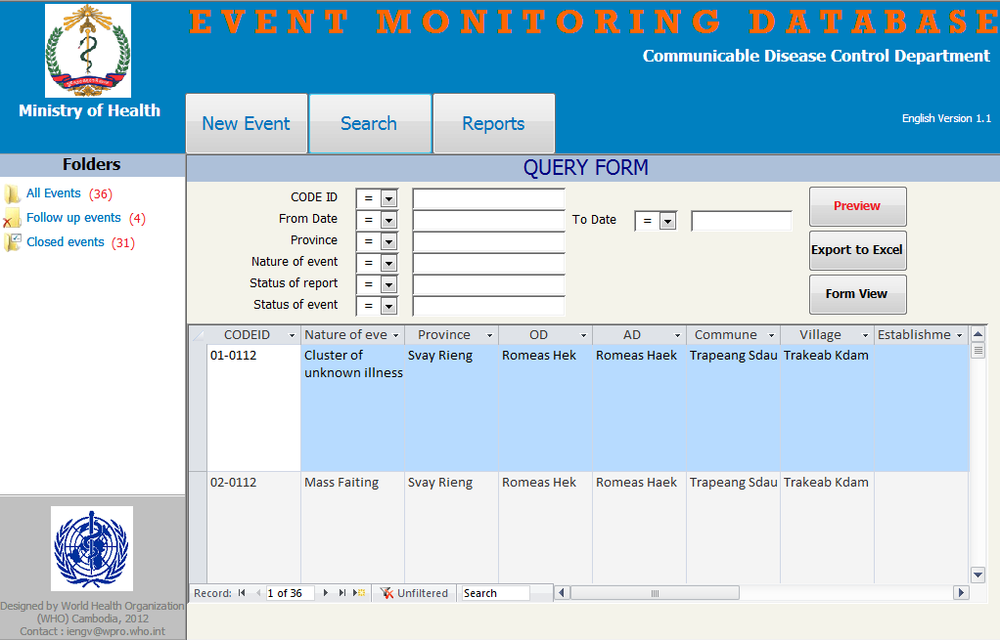 EVENT MONITORING DATABASE
Communicable Disease Control Department
Ministry of Health
New Event
Search
Reports
English Version 1.1
Folders
All Events (36)
Follow up events (4)
Closed events (31)
QUERY FORM
CODE ID =
From Date = To Date =
Province =
Nature of event =
Status of report =
Status of event =
Preview
Export to Excel
Form View
CODEID Nature of eve Province OD AD Commune Village Establishme
01-0112 Cluster of Svay Rieng Romeas Hek Romeas Haek Trapeang Sdau Trakeab Kdam
unknown illness
02-0112 Mass Faiting Svay Rieng Romeas Hek Romeas Haek Trapeang Sdau Trakeab Kdam
Record: 1 of 36 Unfiltered Search
Designed by World Health Organization
(WHO) Cambodia, 2012
Contact : iengv@wpro.who.int